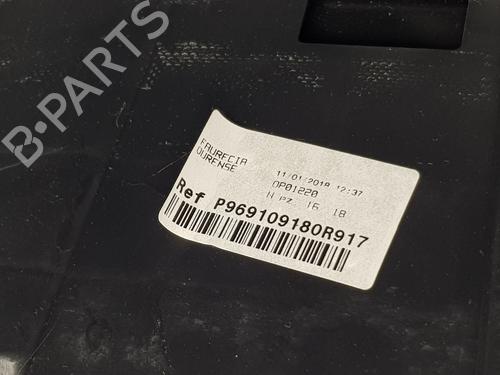 B-PARTS
FAURECIA
OURENSE
11/01/2018 12:37
OP01220
N PZ. 16 18
Ref P969109180R917